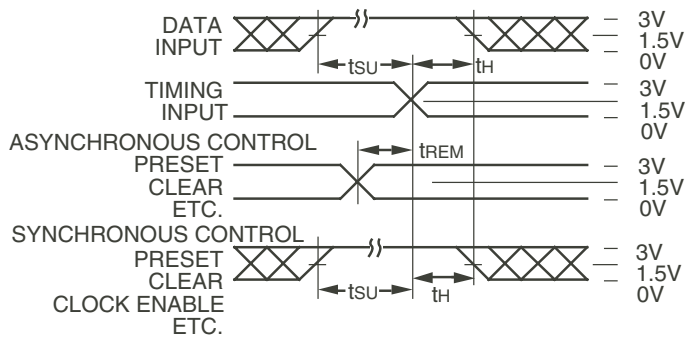 DATA
INPUT
3V
1.5V
0V
tSU
tH
TIMING
INPUT
3V
1.5V
0V
ASYNCHRONOUS CONTROL
PRESET
CLEAR
ETC.
tREM
3V
1.5V
0V
SYNCHRONOUS CONTROL
PRESET
CLEAR
CLOCK ENABLE
ETC.
tSU
tH
3V
1.5V
0V